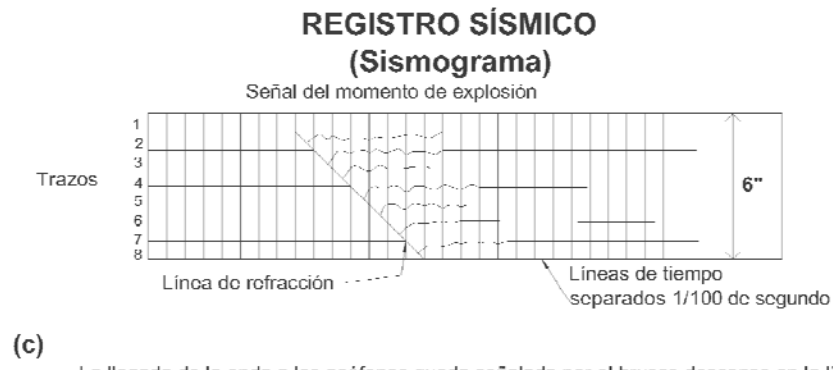 REGISTRO SÍSMICO
(Sismograma)
Señal del momento de explosión
1
2
3
Trazos
4
5
6
7
8
6"
Línea de refracción
Líneas de tiempo
separados 1/100 de segundo
(c)